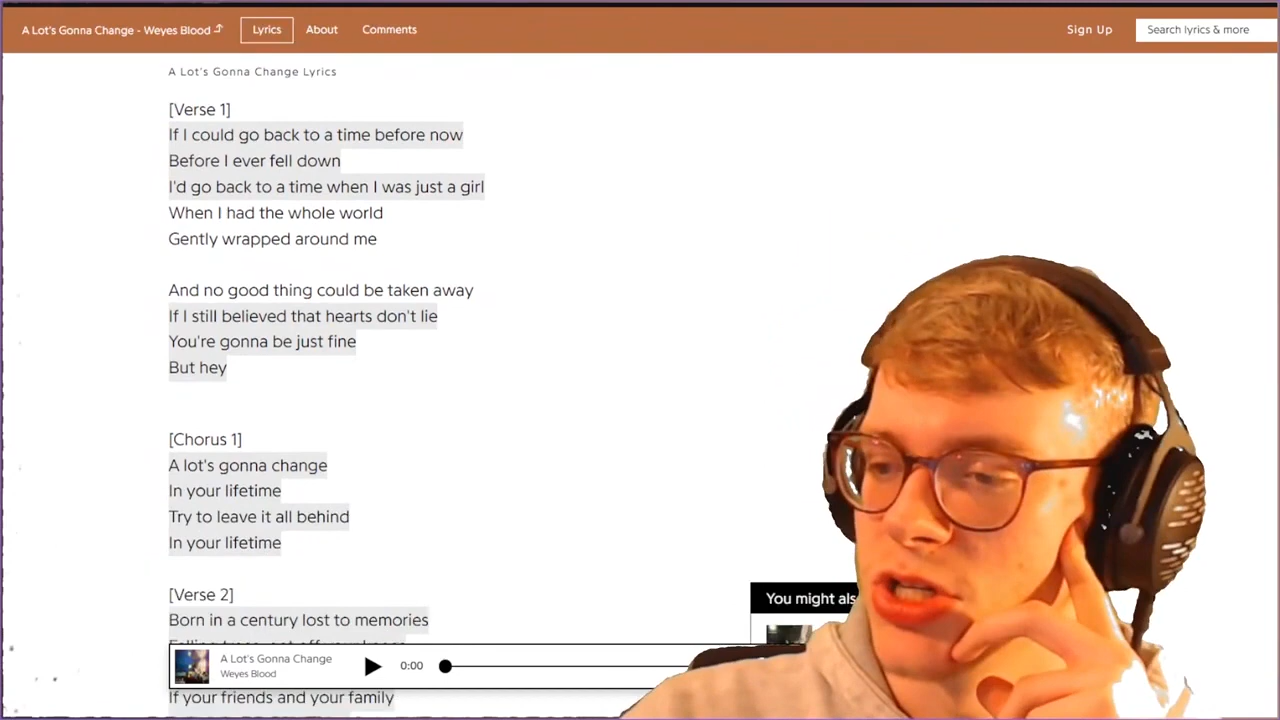 A Lot's Gonna Change - Weyes Blood
Lyrics
About
Comments
Sign Up
Search lyrics & more
A Lot's Gonna Change Lyrics
[Verse 1]
If I could go back to a time before now
Before I ever fell down
I'd go back to a time when I was just a girl
When I had the whole world
Gently wrapped around me
And no good thing could be taken away
If I still believed that hearts don't lie
You're gonna be just fine
But hey
[Chorus 1]
A lot's gonna change
In your lifetime
Try to leave it all behind
In your lifetime
[Verse 2]
Born in a century lost to memories
If your friends and your family
You might als
A Lot's Gonna Change
Weyes Blood
0:00